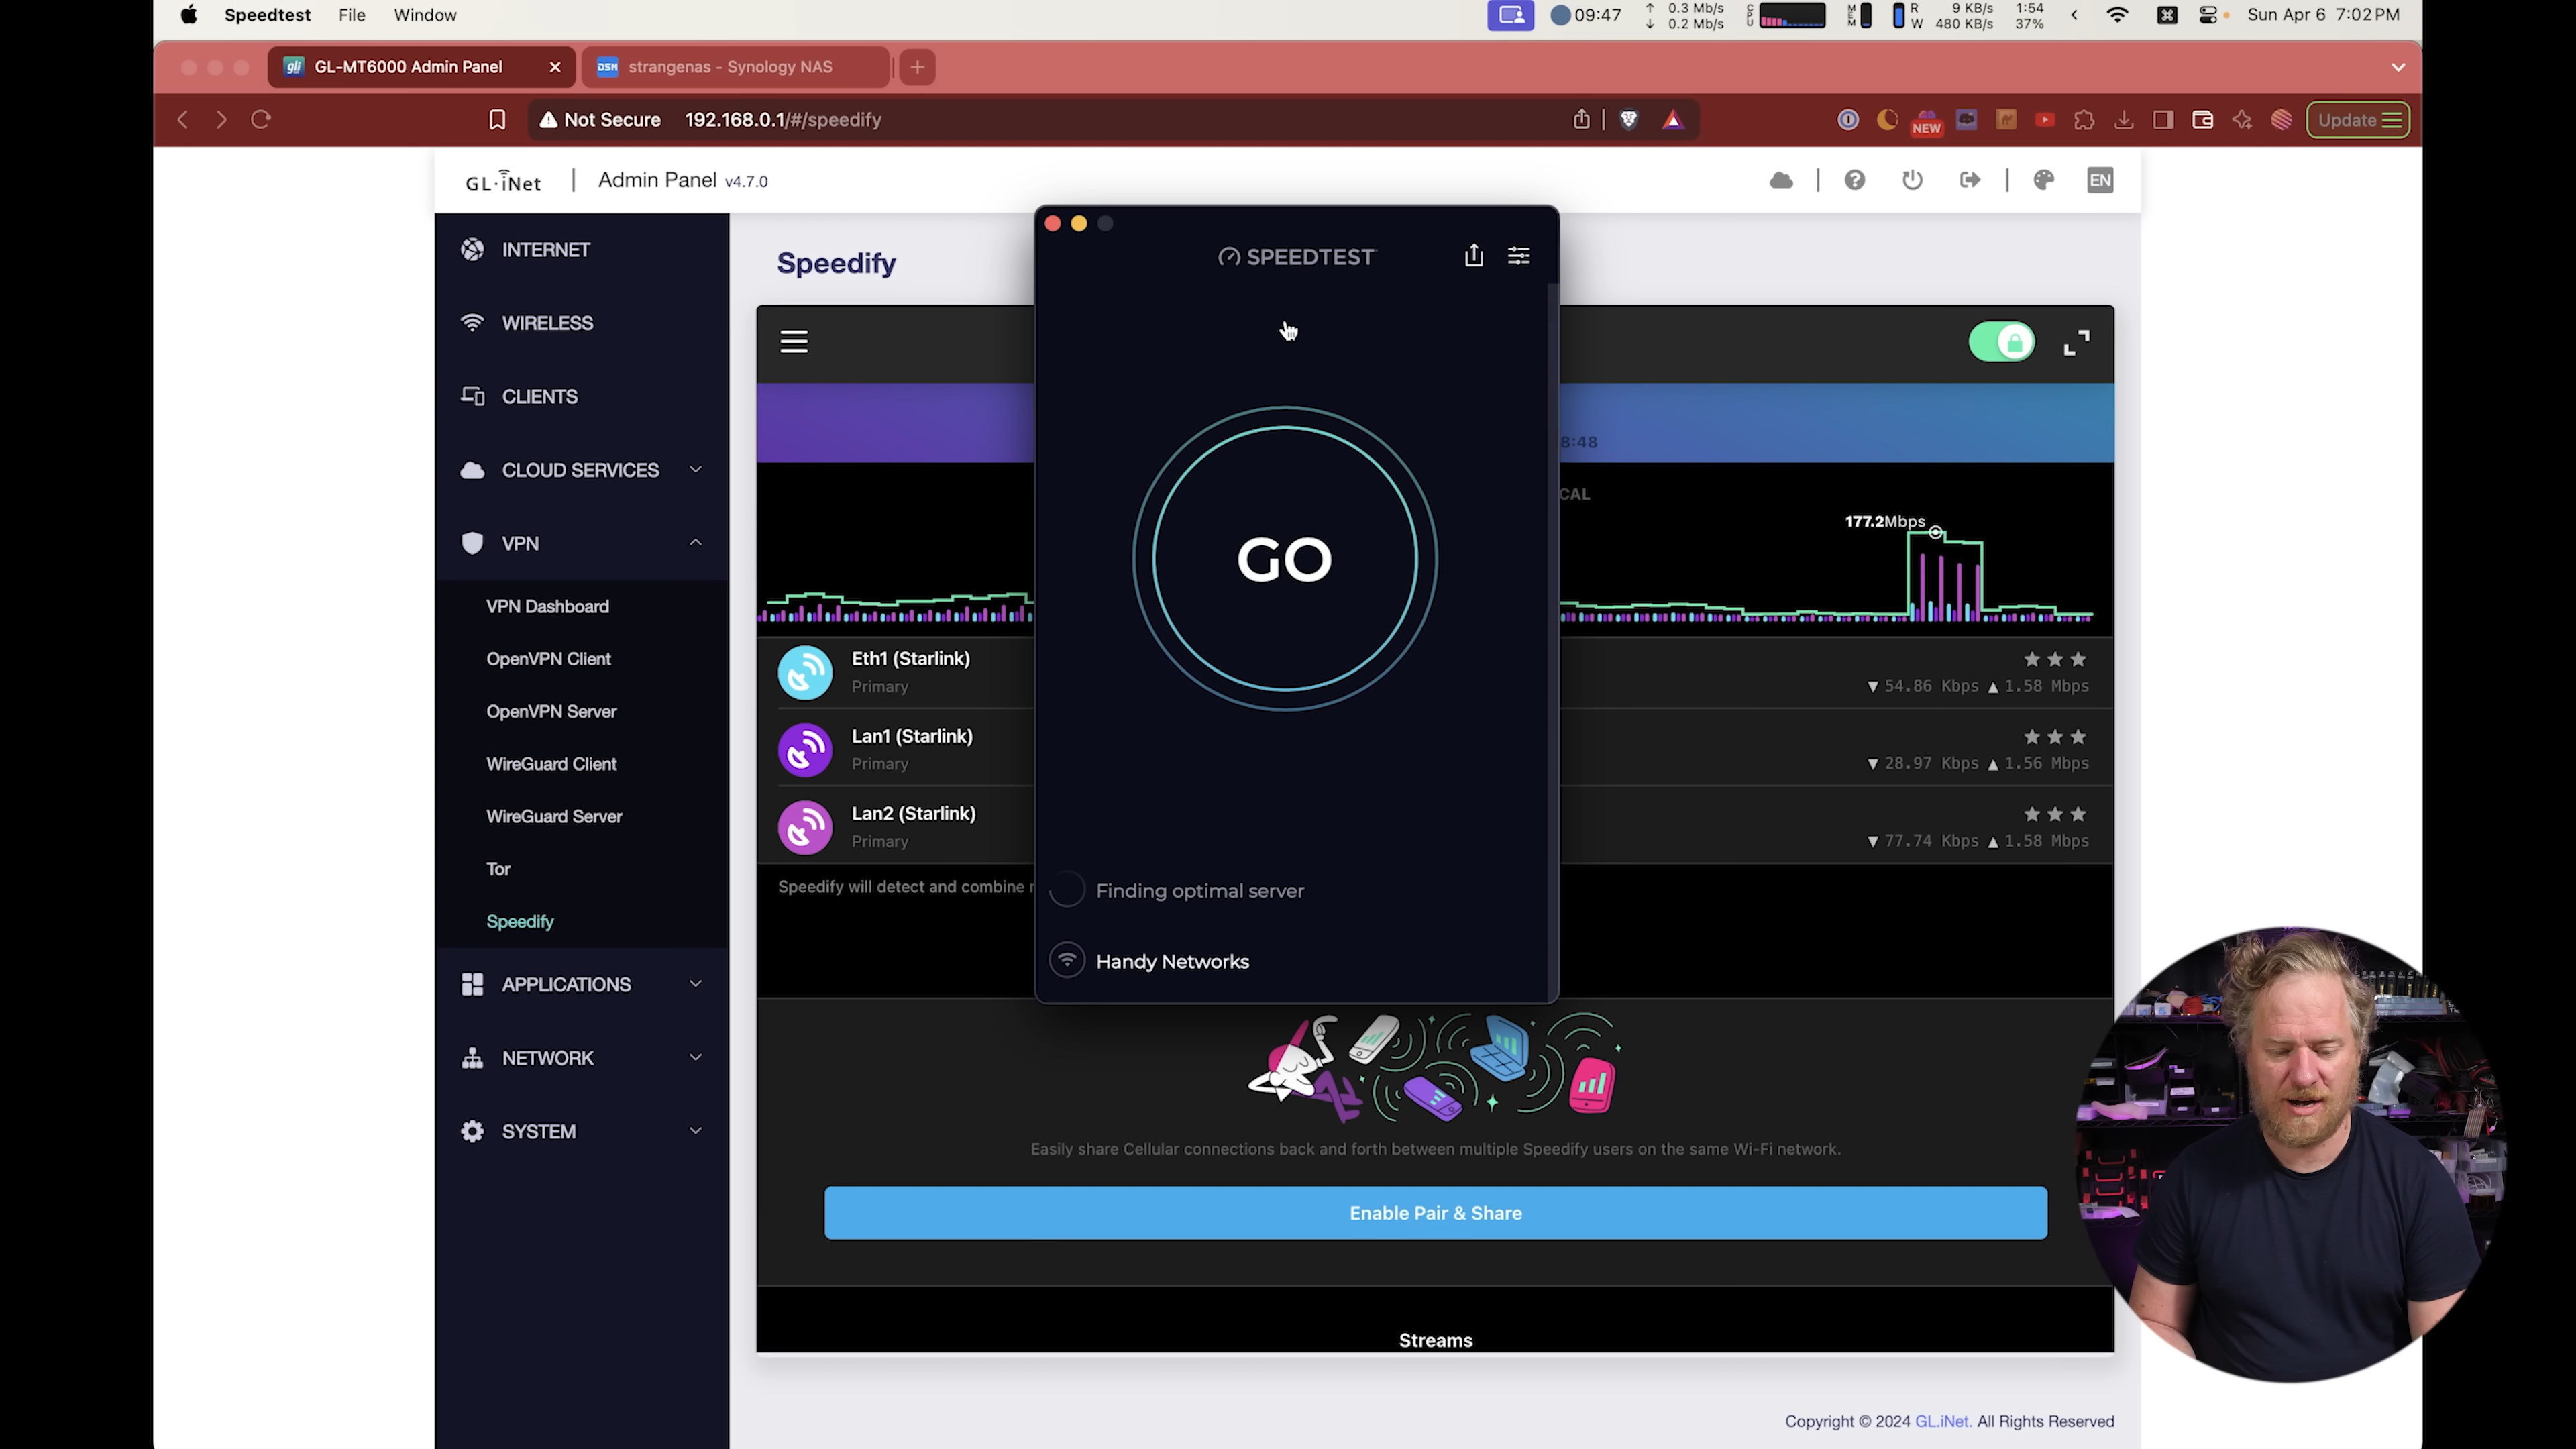 Speedtest File Window
09:47 ↑ 0.3 Mb/s ↓ 0.2 Mb/s CPU MEM R W 9 KB/s 480 KB/s 1:54 37% Sun Apr 6 7:02 PM
gli GL-MT6000 Admin Panel
DSM strangenas - Synology NAS
Not Secure 192.168.0.1/#/speedify
NEW
Update
GL·iNet | Admin Panel v4.7.0
EN
INTERNET
WIRELESS
CLIENTS
CLOUD SERVICES
VPN
VPN Dashboard
OpenVPN Client
OpenVPN Server
WireGuard Client
WireGuard Server
Tor
Speedify
APPLICATIONS
NETWORK
SYSTEM
Speedify
8:48
CAL
177.2Mbps
Eth1 (Starlink)
Primary
▼ 54.86 Kbps ▲ 1.58 Mbps
Lan1 (Starlink)
Primary
▼ 28.97 Kbps ▲ 1.56 Mbps
Lan2 (Starlink)
Primary
▼ 77.74 Kbps ▲ 1.58 Mbps
Speedify will detect and combine
SPEEDTEST
GO
Finding optimal server
Handy Networks
Easily share Cellular connections back and forth between multiple Speedify users on the same Wi-Fi network.
Enable Pair & Share
Streams
Copyright © 2024 GL.iNet. All Rights Reserved